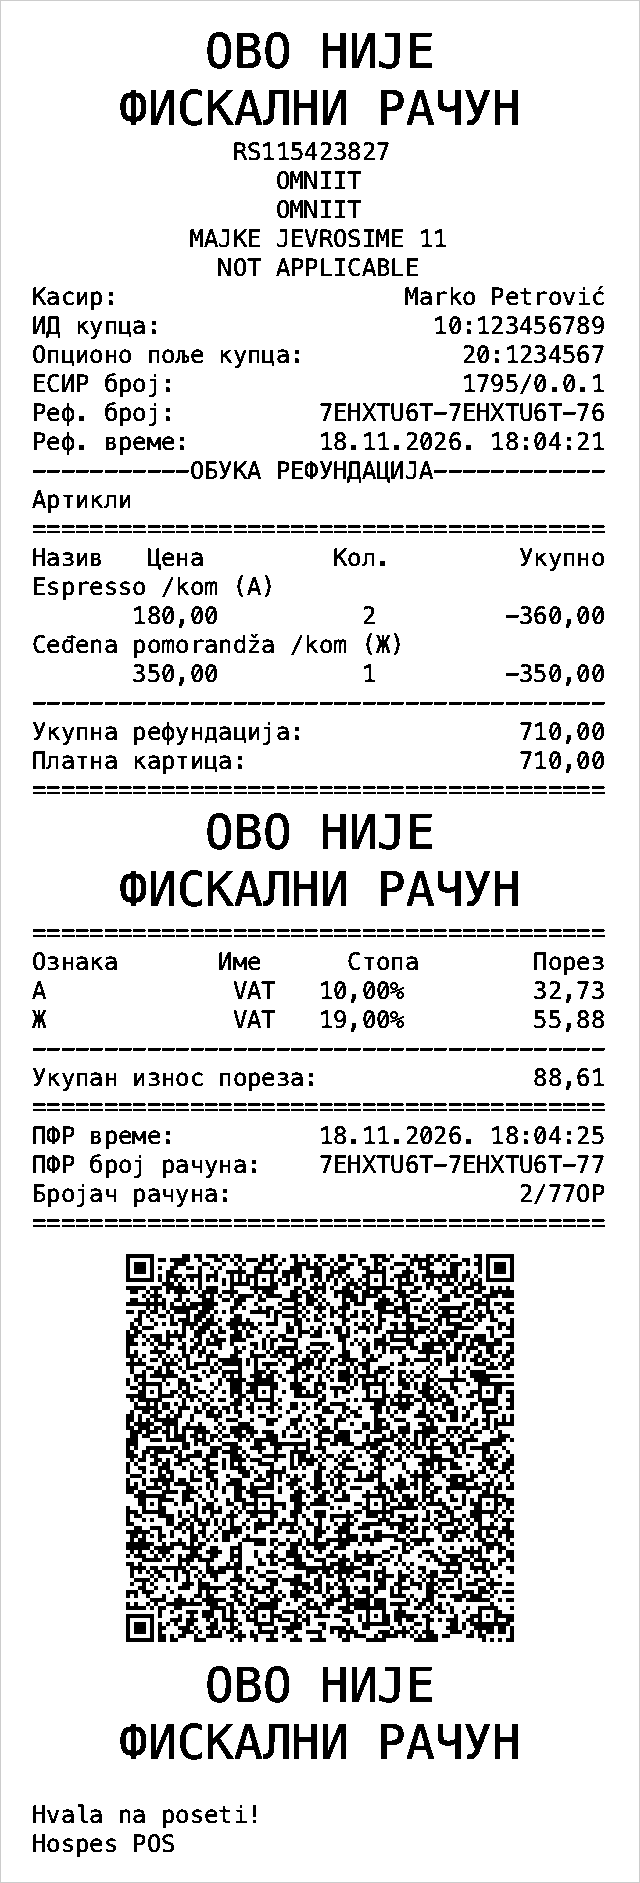 ОВО НИЈЕ
ФИСКАЛНИ РАЧУН
RS115423827
OMNIIT
OMNIIT
MAJKE JEVROSIME 11
NOT APPLICABLE
Касир: Marko Petrović
ИД купца: 10:123456789
Опционо поље купца: 20:1234567
ЕСИР број: 1795/0.0.1
Реф. број: 7EHXTU6T-7EHXTU6T-76
Реф. време: 18.11.2026. 18:04:21
-----------ОБУКА РЕФУНДАЦИЈА------------
Артикли
========================================
Назив Цена Кол. Укупно
Espresso /kom (А)
180,00 2 -360,00
Ceđena pomorandža /kom (Ж)
350,00 1 -350,00
----------------------------------------
Укупна рефундација: 710,00
Платна картица: 710,00
========================================
ОВО НИЈЕ
ФИСКАЛНИ РАЧУН
========================================
Ознака Име Стопа Порез
А VAT 10,00% 32,73
Ж VAT 19,00% 55,88
----------------------------------------
Укупан износ пореза: 88,61
========================================
ПФР време: 18.11.2026. 18:04:25
ПФР број рачуна: 7EHXTU6T-7EHXTU6T-77
Бројач рачуна: 2/77ОР
========================================
ОВО НИЈЕ
ФИСКАЛНИ РАЧУН
Hvala na poseti!
Hospes POS